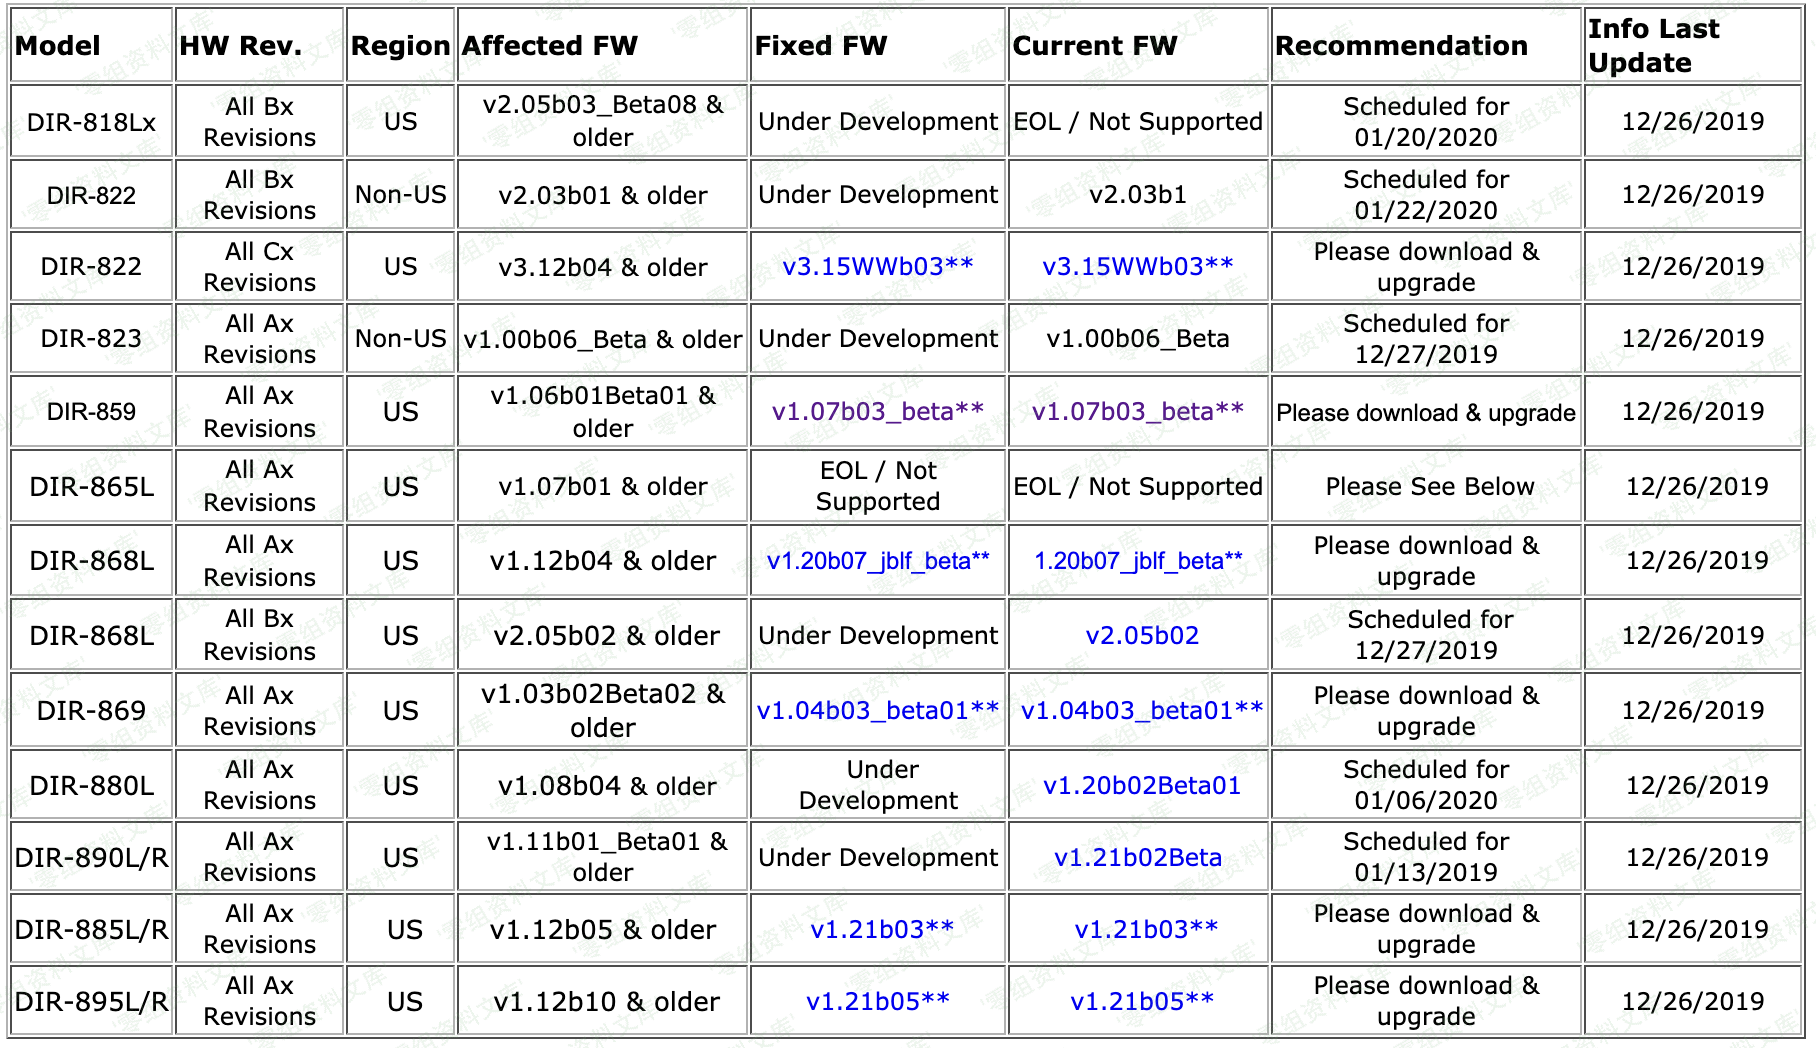 Model HW Rev. Region Affected FW Fixed FW Current FW Recommendation Info Last
Update
DIR-818Lx All Bx
Revisions US v2.05b03_Beta08 &
older Under Development EOL / Not Supported Scheduled for
01/20/2020 12/26/2019
DIR-822 All Bx
Revisions Non-US v2.03b01 & older Under Development v2.03b1 Scheduled for
01/22/2020 12/26/2019
DIR-822 All Cx
Revisions US v3.12b04 & older v3.15WWb03** v3.15WWb03** Please download &
upgrade 12/26/2019
DIR-823 All Ax
Revisions Non-US v1.00b06_Beta & older Under Development v1.00b06_Beta Scheduled for
12/27/2019 12/26/2019
DIR-859 All Ax
Revisions US v1.06b01Beta01 &
older v1.07b03_beta** v1.07b03_beta** Please download & upgrade 12/26/2019
DIR-865L All Ax
Revisions US v1.07b01 & older EOL / Not
Supported EOL / Not Supported Please See Below 12/26/2019
DIR-868L All Ax
Revisions US v1.12b04 & older v1.20b07_jblf_beta** 1.20b07_jblf_beta** Please download &
upgrade 12/26/2019
DIR-868L All Bx
Revisions US v2.05b02 & older Under Development v2.05b02 Scheduled for
12/27/2019 12/26/2019
DIR-869 All Ax
Revisions US v1.03b02Beta02 &
older v1.04b03_beta01** v1.04b03_beta01** Please download &
upgrade 12/26/2019
DIR-880L All Ax
Revisions US v1.08b04 & older Under
Development v1.20b02Beta01 Scheduled for
01/06/2020 12/26/2019
DIR-890L/R All Ax
Revisions US v1.11b01_Beta01 &
older Under Development v1.21b02Beta Scheduled for
01/13/2019 12/26/2019
DIR-885L/R All Ax
Revisions US v1.12b05 & older v1.21b03** v1.21b03** Please download &
upgrade 12/26/2019
DIR-895L/R All Ax
Revisions US v1.12b10 & older v1.21b05** v1.21b05** Please download &
upgrade 12/26/2019
'零组资料文库'